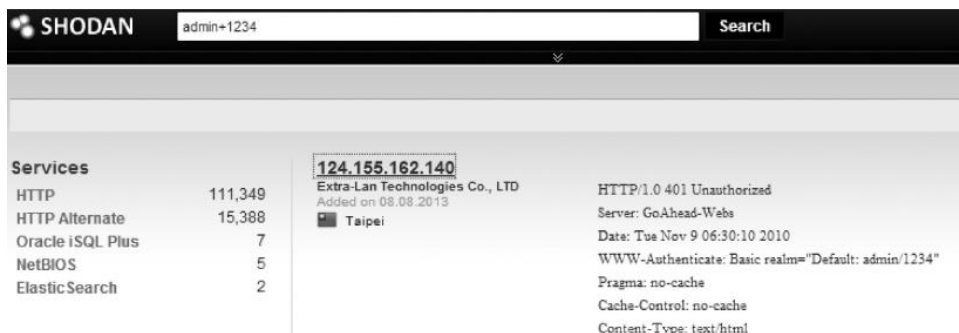 SHODAN
admin+1234
Search
Services
HTTP 111,349
HTTP Alternate 15,388
Oracle iSQL Plus 7
NetBIOS 5
ElasticSearch 2
124.155.162.140
Extra-Lan Technologies Co., LTD
Added on 08.08.2013
Taipei
HTTP/1.0 401 Unauthorized
Server: GoAhead-Webs
Date: Tue Nov 9 06:30:10 2010
WWW-Authenticate: Basic realm="Default: admin/1234"
Pragma: no-cache
Cache-Control: no-cache
Content-Type: text/html